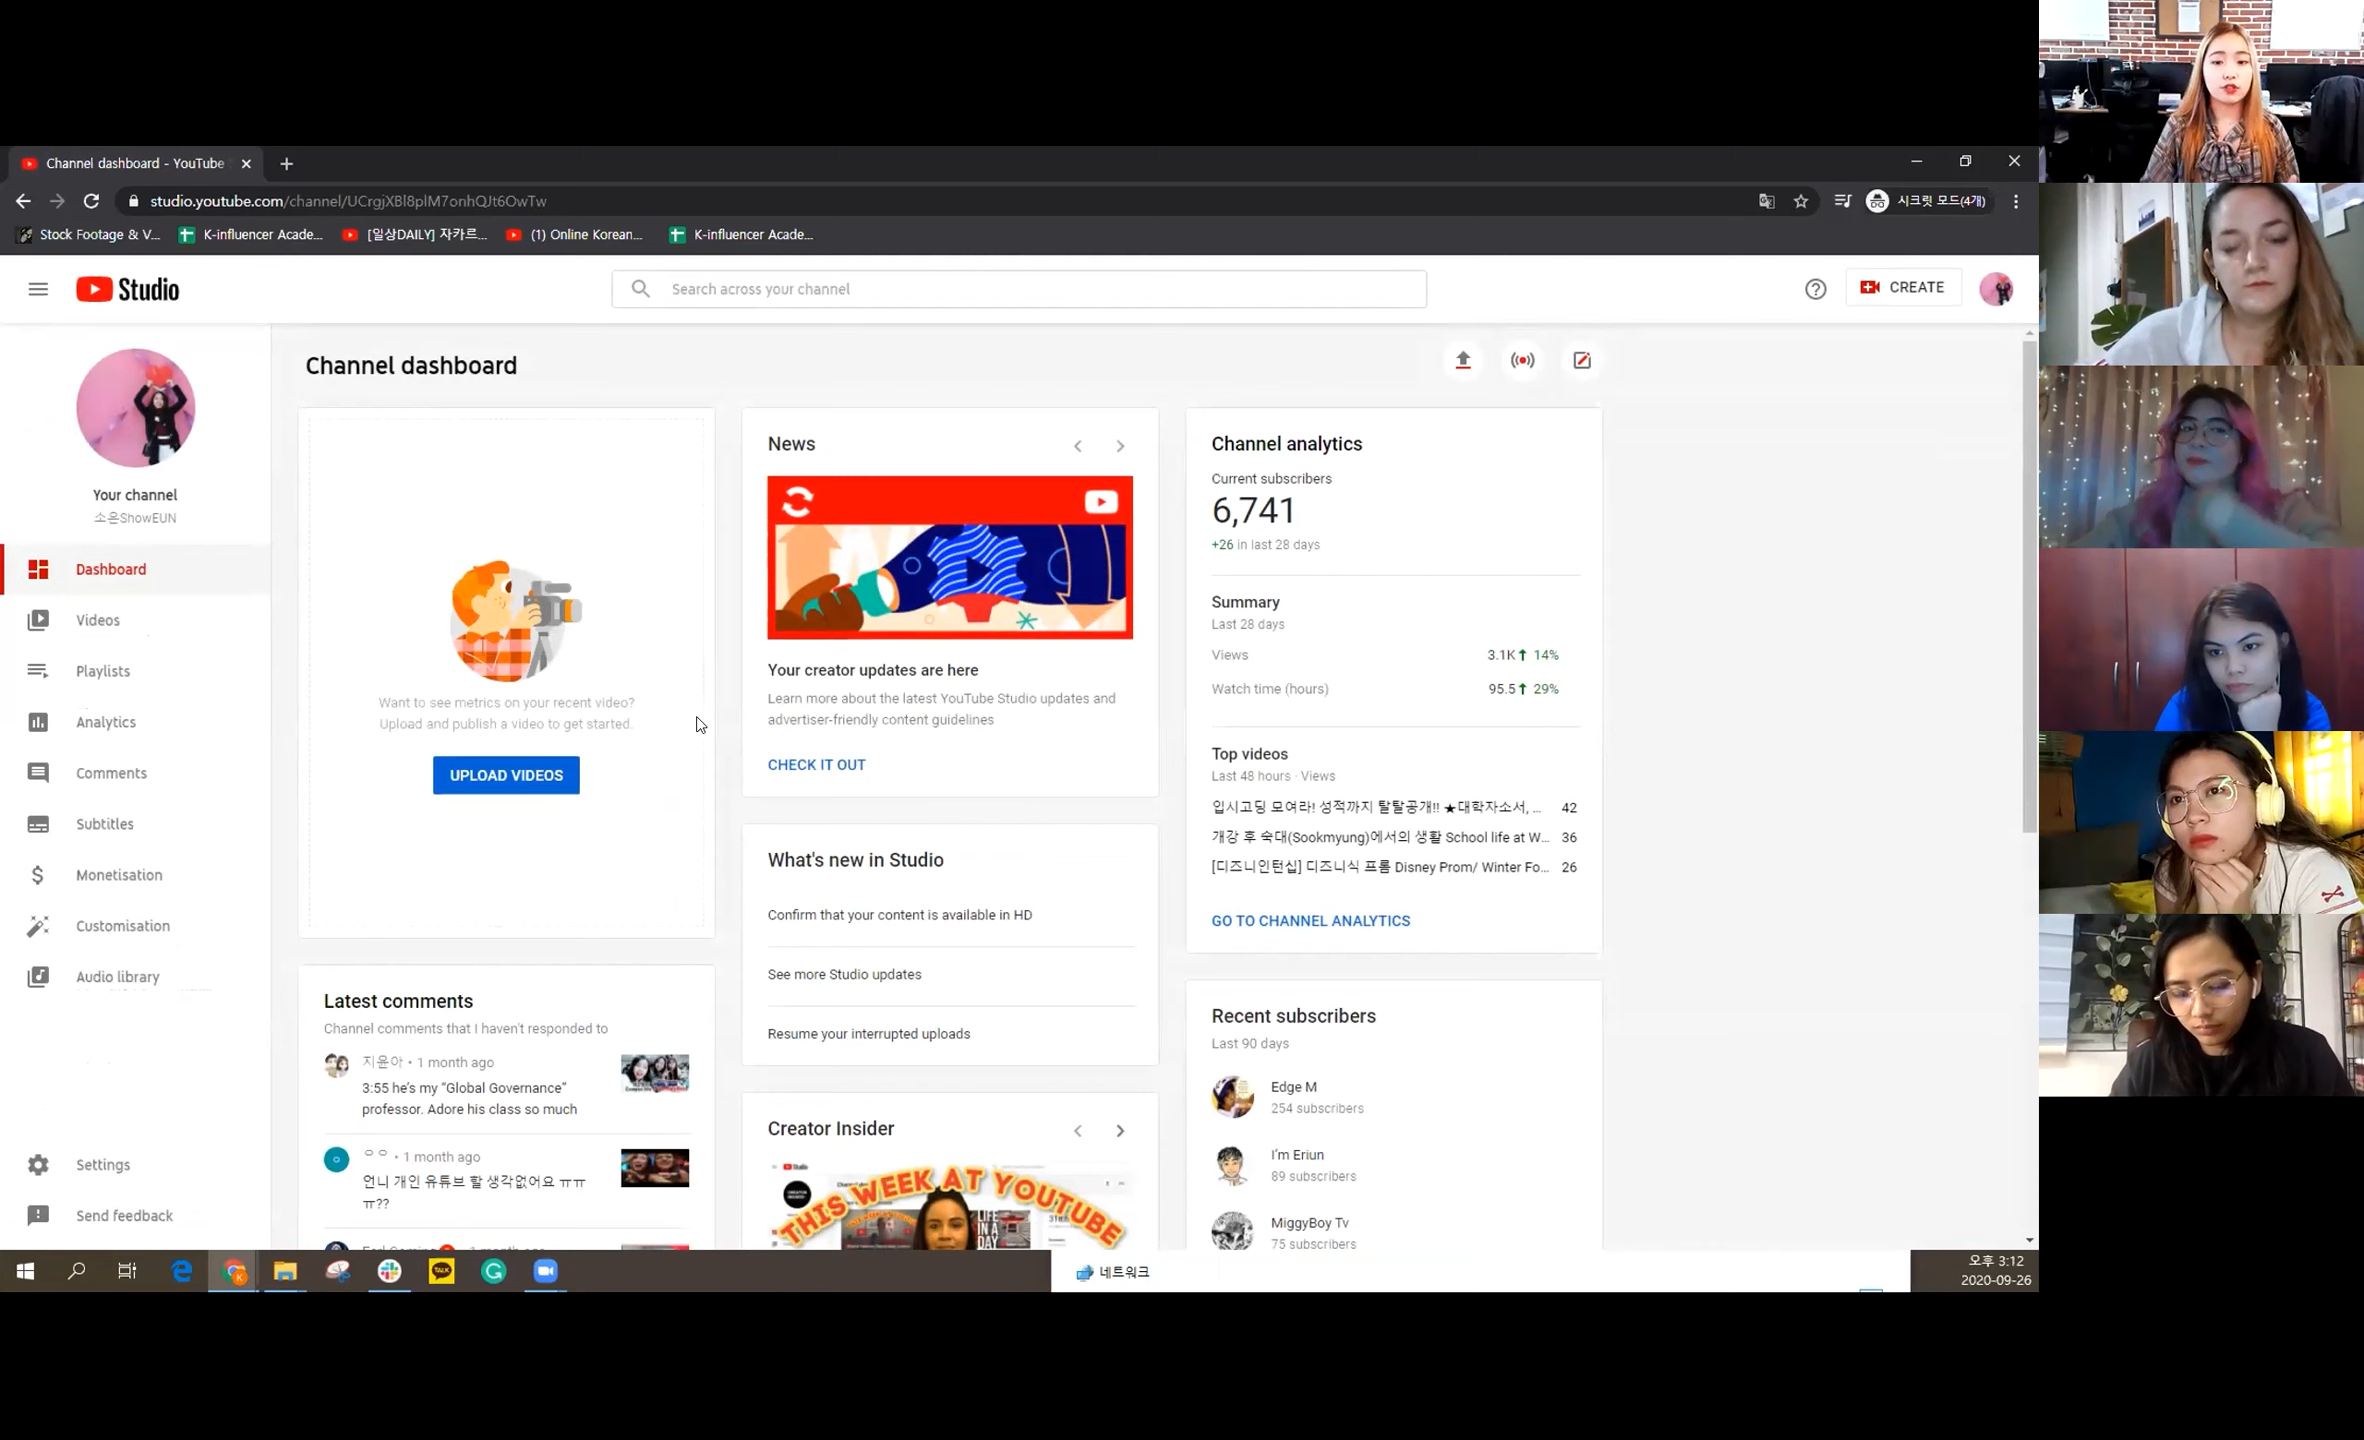 Channel dashboard - YouTube
studio.youtube.com/channel/UCrgjXBl8plM7onhQJt6OwTw
시크릿 모드(4개)
Stock Footage & V...
K-influencer Acade...
[일상DAILY] 자카르...
(1) Online Korean...
K-influencer Acade...
Studio
Search across your channel
CREATE
Your channel
소은ShowEUN
Dashboard
Videos
Playlists
Analytics
Comments
Subtitles
Monetisation
Customisation
Audio library
Settings
Send feedback
Channel dashboard
Want to see metrics on your recent video?
Upload and publish a video to get started.
UPLOAD VIDEOS
Latest comments
Channel comments that I haven't responded to
지윤아 • 1 month ago
3:55 he's my “Global Governance”
professor. Adore his class so much
ㅇㅇ • 1 month ago
언니 개인 유튜브 할 생각없어요 ㅠㅠ
ㅠ??
News
Your creator updates are here
Learn more about the latest YouTube Studio updates and
advertiser-friendly content guidelines
CHECK IT OUT
What's new in Studio
Confirm that your content is available in HD
See more Studio updates
Resume your interrupted uploads
Creator Insider
THIS WEEK AT YOUTUBE
LIFE
IN A
DAY
Channel analytics
Current subscribers
6,741
+26 in last 28 days
Summary
Last 28 days
Views 3.1K 14%
Watch time (hours) 95.5 29%
Top videos
Last 48 hours · Views
입시고딩 모여라! 성적까지 탈탈공개!! ★대학자소서, ... 42
개강 후 숙대(Sookmyung)에서의 생활 School life at W... 36
[디즈니인턴십] 디즈니식 프롬 Disney Prom/ Winter Fo... 26
GO TO CHANNEL ANALYTICS
Recent subscribers
Last 90 days
Edge M
254 subscribers
I'm Eriun
89 subscribers
MiggyBoy Tv
75 subscribers
TALK
네트워크
오후 3:12
2020-09-26